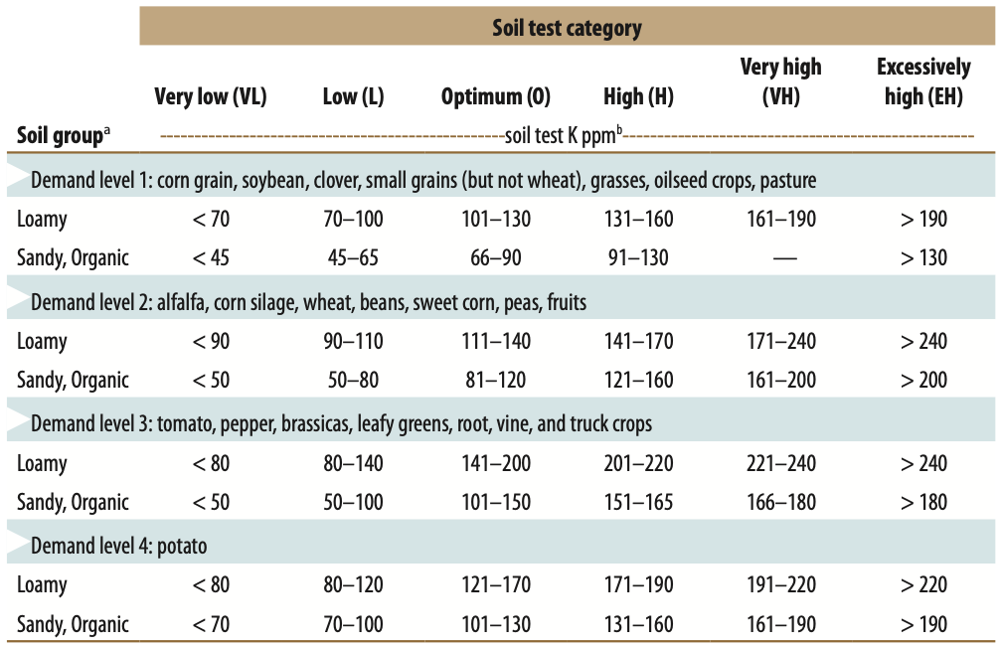 Soil test category
Very low (VL) Low (L) Optimum (O) High (H) Very high (VH) Excessively high (EH)
Soil groupᵃ soil test K ppmᵇ
Demand level 1: corn grain, soybean, clover, small grains (but not wheat), grasses, oilseed crops, pasture
Loamy < 70 70–100 101–130 131–160 161–190 > 190
Sandy, Organic < 45 45–65 66–90 91–130 — > 130
Demand level 2: alfalfa, corn silage, wheat, beans, sweet corn, peas, fruits
Loamy < 90 90–110 111–140 141–170 171–240 > 240
Sandy, Organic < 50 50–80 81–120 121–160 161–200 > 200
Demand level 3: tomato, pepper, brassicas, leafy greens, root, vine, and truck crops
Loamy < 80 80–140 141–200 201–220 221–240 > 240
Sandy, Organic < 50 50–100 101–150 151–165 166–180 > 180
Demand level 4: potato
Loamy < 80 80–120 121–170 171–190 191–220 > 220
Sandy, Organic < 70 70–100 101–130 131–160 161–190 > 190